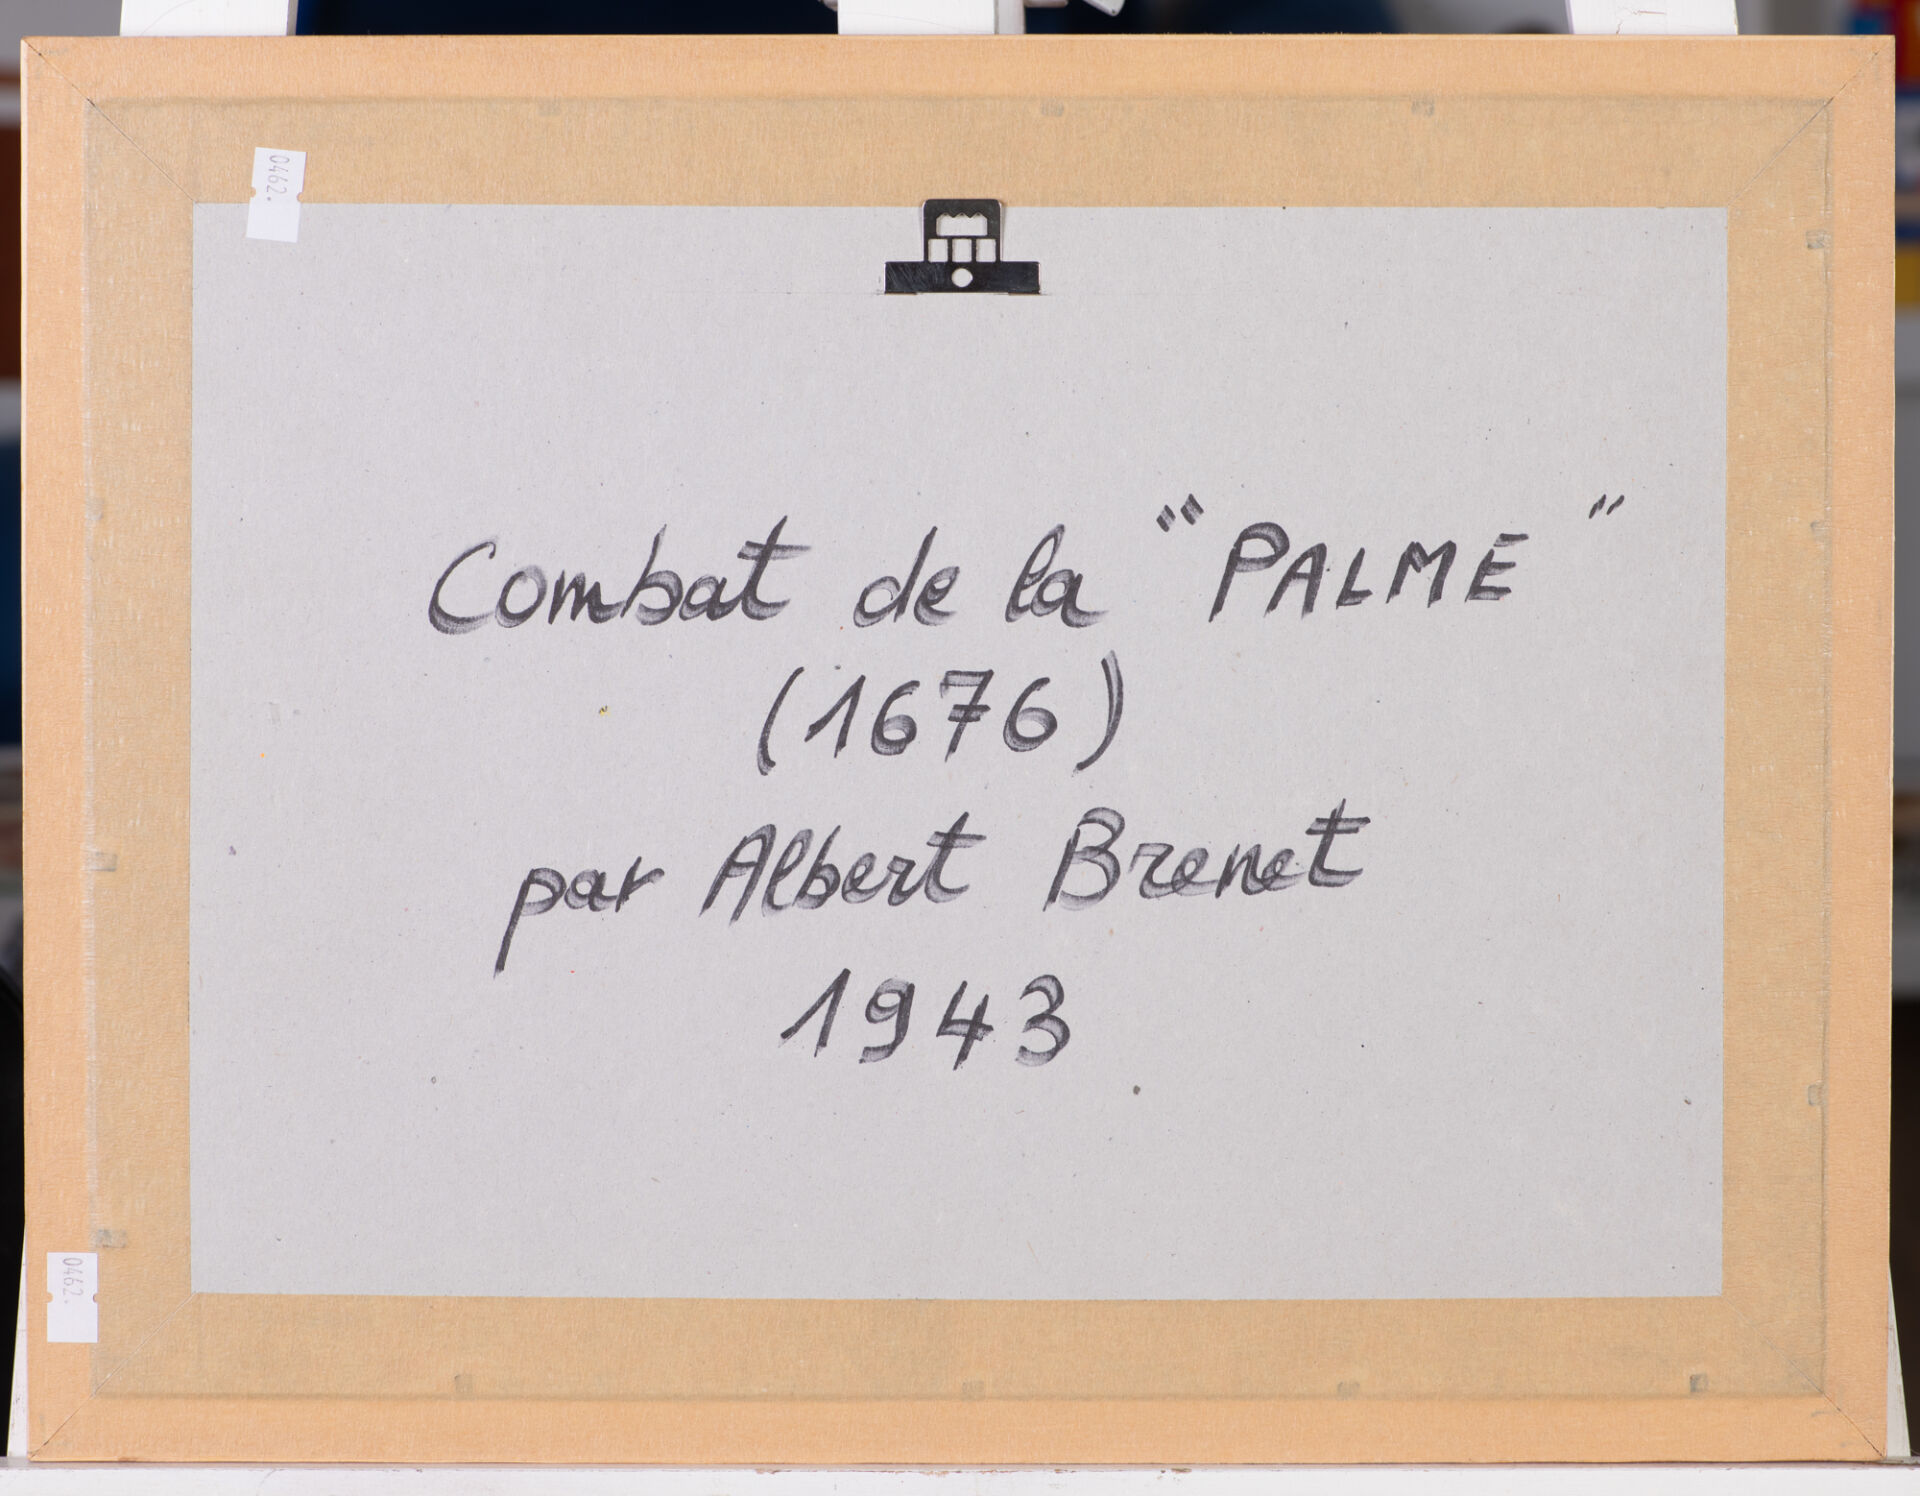 0462.
Combat de la "PALME"
(1676)
par Albert Brenet
1943
0462.